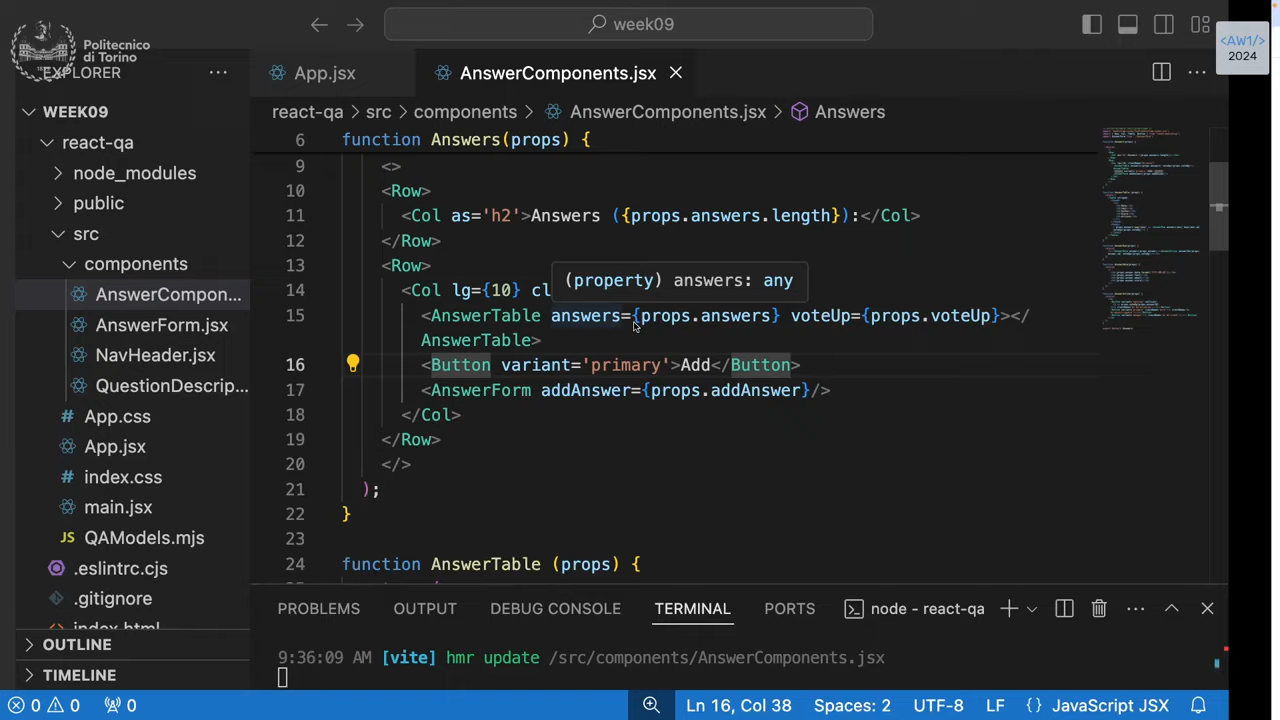 week09
Politecnico
di Torino
<AW1/>
2024
EXPLORER
App.jsx
AnswerComponents.jsx
WEEK09
react-qa
node_modules
public
src
components
AnswerCompon...
AnswerForm.jsx
NavHeader.jsx
QuestionDescrip...
App.css
App.jsx
index.css
main.jsx
JS QAModels.mjs
.eslintrc.cjs
.gitignore
index.html
OUTLINE
TIMELINE
react-qa > src > components > AnswerComponents.jsx > Answers
6 function Answers(props) {
9 <>
10 <Row>
11 <Col as='h2'>Answers ({props.answers.length}):</Col>
12 </Row>
13 <Row>
(property) answers: any
14 <Col lg={10} cl
15 <AnswerTable answers={props.answers} voteUp={props.voteUp}></
AnswerTable>
16 <Button variant='primary'>Add</Button>
17 <AnswerForm addAnswer={props.addAnswer}/>
18 </Col>
19 </Row>
20 </>
21 );
22 }
23
24 function AnswerTable (props) {
PROBLEMS OUTPUT DEBUG CONSOLE TERMINAL PORTS node - react-qa
9:36:09 AM [vite] hmr update /src/components/AnswerComponents.jsx
0 0 0 Ln 16, Col 38 Spaces: 2 UTF-8 LF {} JavaScript JSX